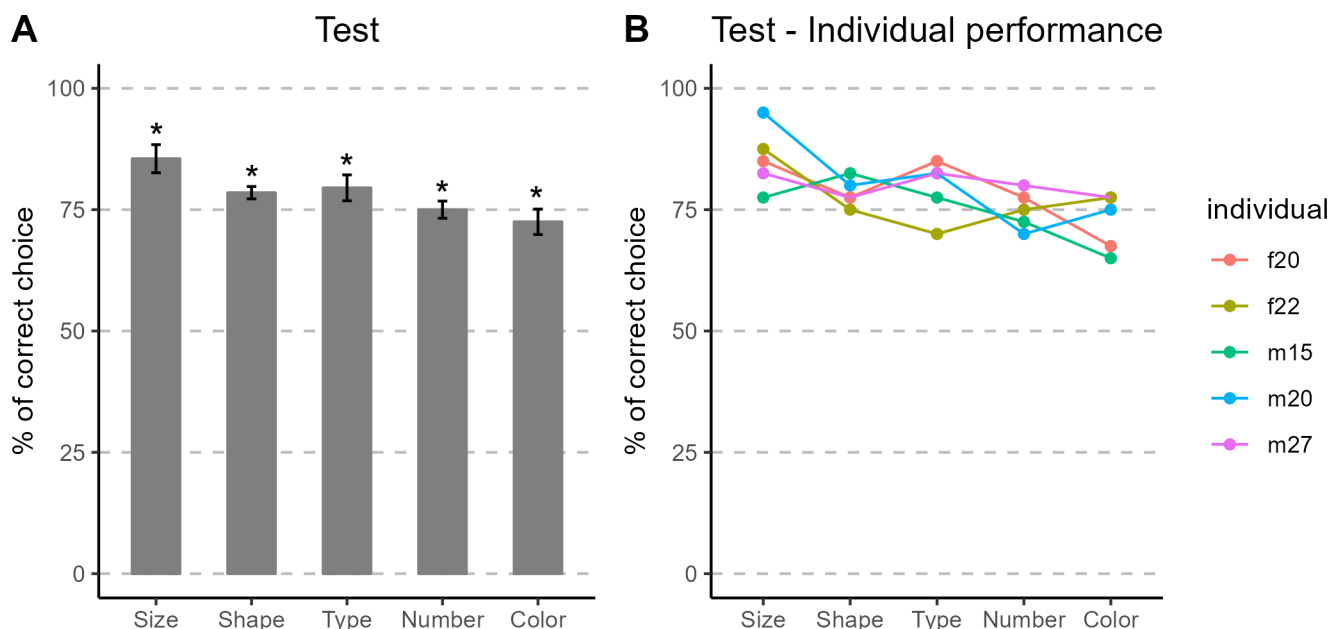 A
Test
% of correct choice
100
75
50
25
0
*
*
*
*
*
Size
Shape
Type
Number
Color
B
Test - Individual performance
% of correct choice
100
75
50
25
0
Size
Shape
Type
Number
Color
individual
f20
f22
m15
m20
m27